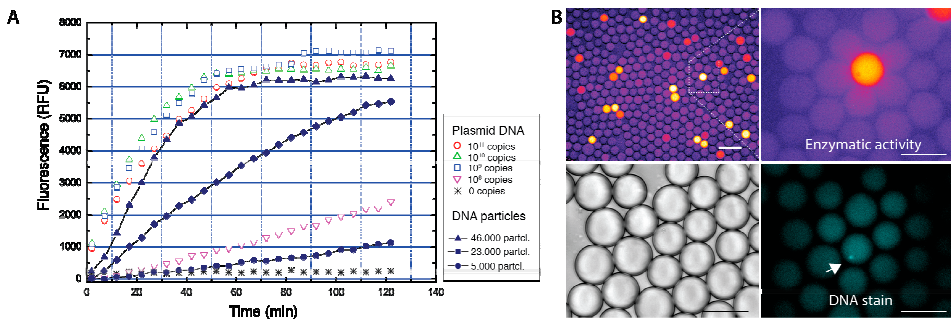 A
Fluorescence (RFU)
7000
6000
5000
4000
3000
2000
1000
0
0 20 40 60 80 100 120 140
Time (min)
Plasmid DNA
10¹¹ copies
10¹⁰ copies
10⁹ copies
10⁸ copies
0 copies
DNA particles
46.000 partcl.
23.000 partcl.
5.000 partcl.
B
Enzymatic activity
DNA stain